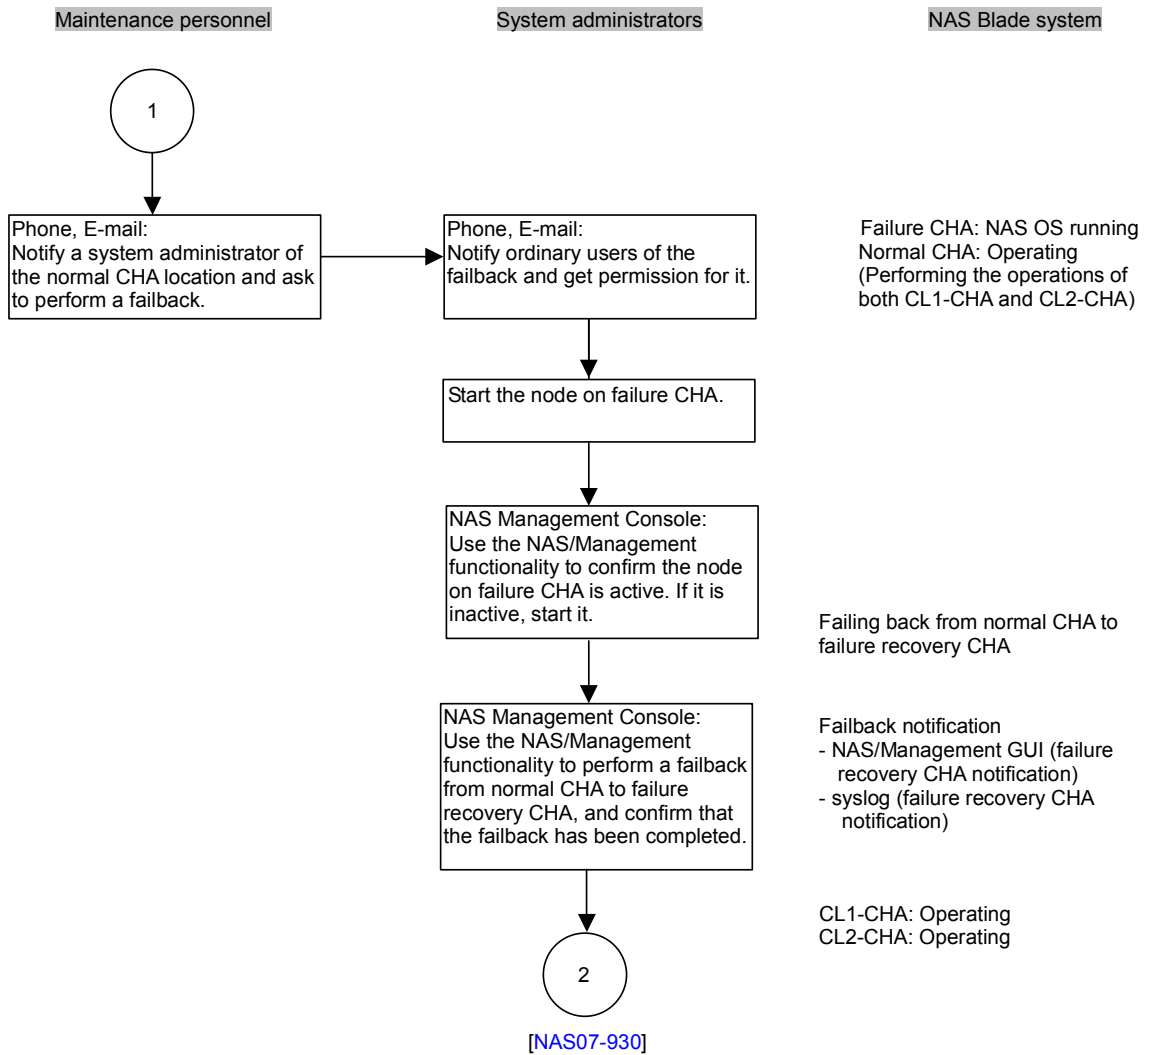 Maintenance personnel
System administrators
NAS Blade system
1
Phone, E-mail:
Notify a system administrator of
the normal CHA location and ask
to perform a failback.
Phone, E-mail:
Notify ordinary users of the
failback and get permission for it.
Failure CHA: NAS OS running
Normal CHA: Operating
(Performing the operations of
both CL1-CHA and CL2-CHA)
Start the node on failure CHA.
NAS Management Console:
Use the NAS/Management
functionality to confirm the node
on failure CHA is active. If it is
inactive, start it.
Failing back from normal CHA to
failure recovery CHA
NAS Management Console:
Use the NAS/Management
functionality to perform a failback
from normal CHA to failure
recovery CHA, and confirm that
the failback has been completed.
Failback notification
- NAS/Management GUI (failure
recovery CHA notification)
- syslog (failure recovery CHA
notification)
CL1-CHA: Operating
CL2-CHA: Operating
2
[NAS07-930]